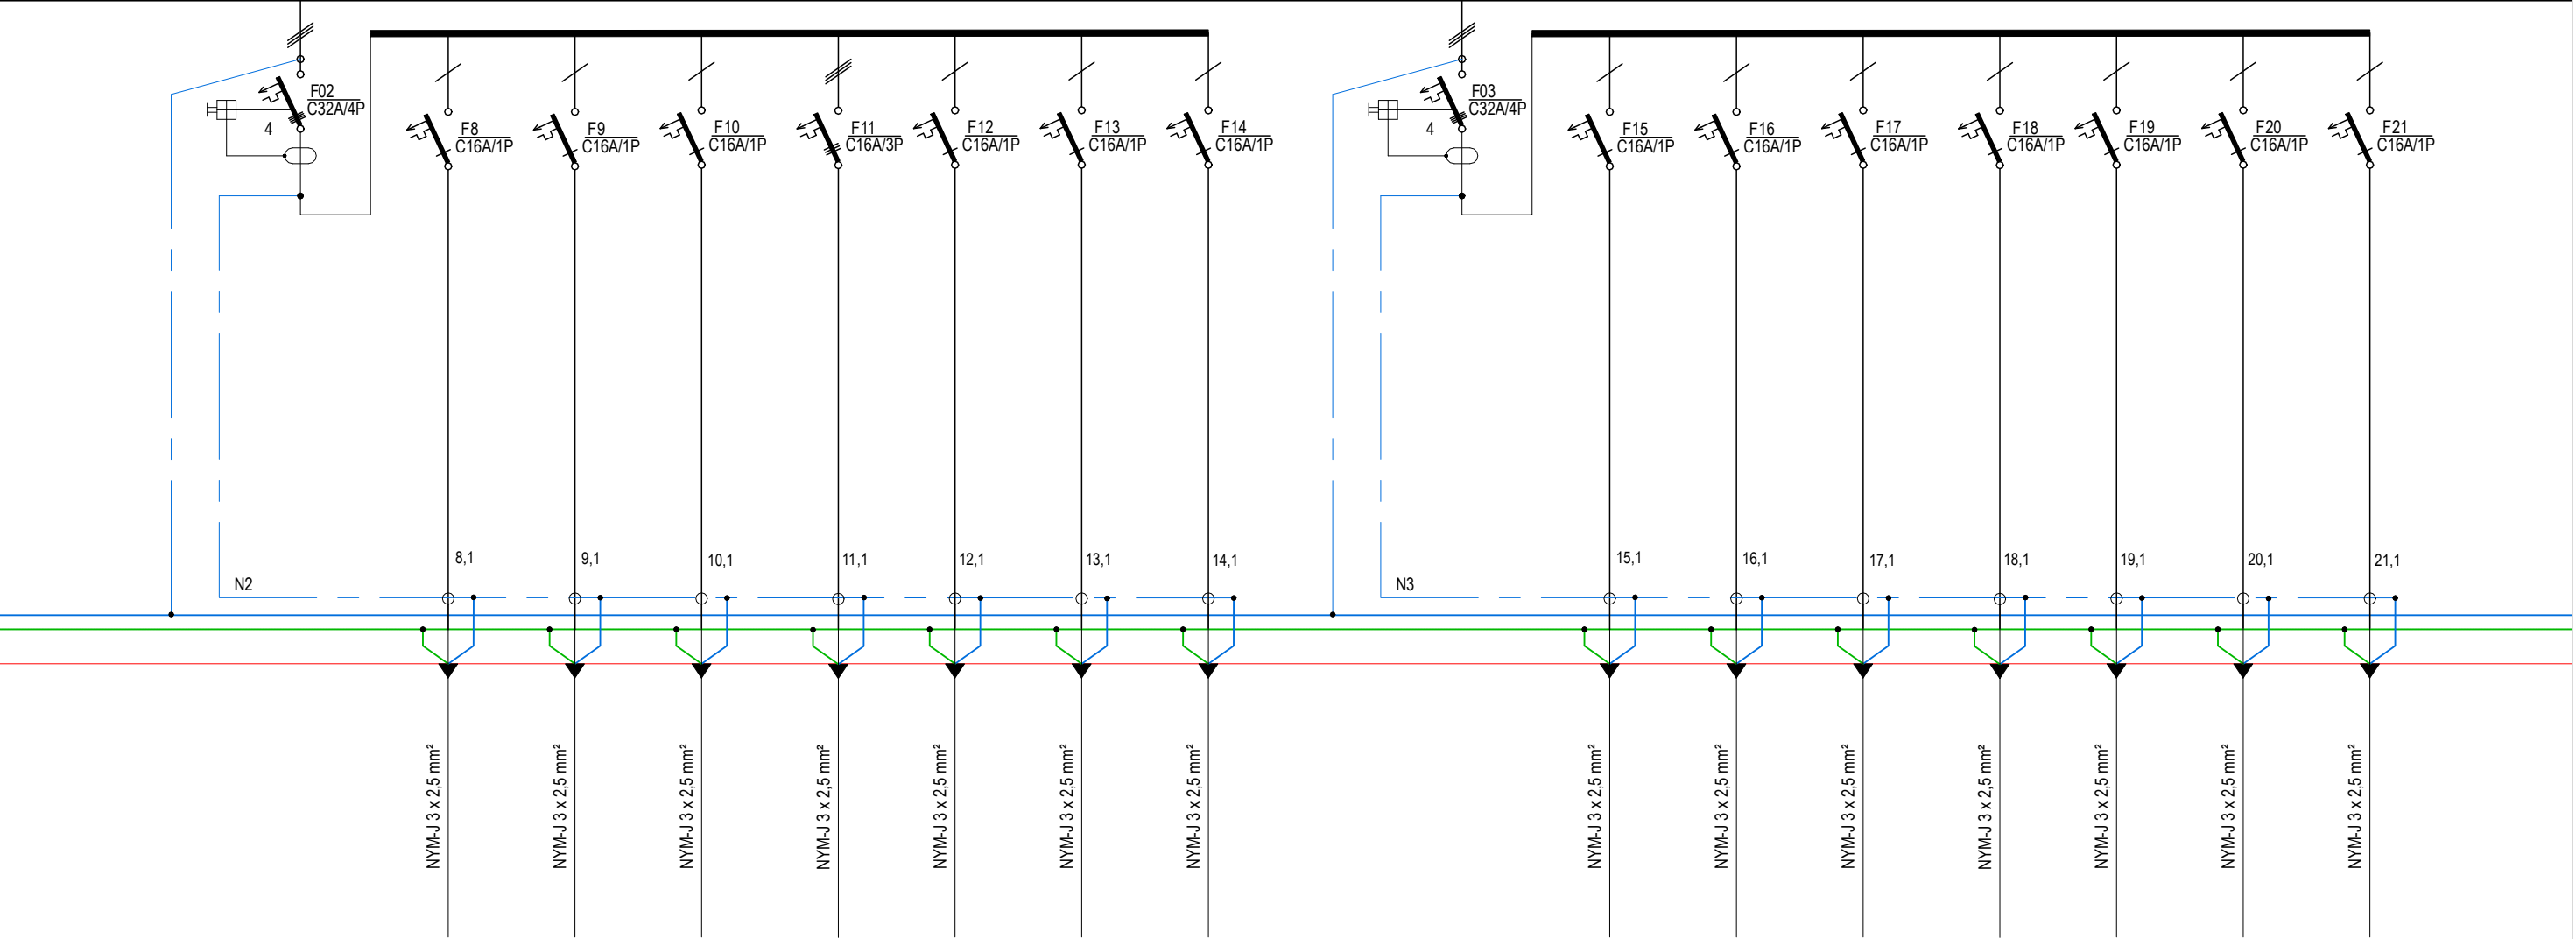 F02
C32A/4P
4
F8
C16A/1P
F9
C16A/1P
F10
C16A/1P
F11
C16A/3P
F12
C16A/1P
F13
C16A/1P
F14
C16A/1P
F03
C32A/4P
4
F15
C16A/1P
F16
C16A/1P
F17
C16A/1P
F18
C16A/1P
F19
C16A/1P
F20
C16A/1P
F21
C16A/1P
8,1
9,1
10,1
11,1
12,1
13,1
14,1
15,1
16,1
17,1
18,1
19,1
20,1
21,1
N2
N3
NYM-J 3 x 2,5 mm²
NYM-J 3 x 2,5 mm²
NYM-J 3 x 2,5 mm²
NYM-J 3 x 2,5 mm²
NYM-J 3 x 2,5 mm²
NYM-J 3 x 2,5 mm²
NYM-J 3 x 2,5 mm²
NYM-J 3 x 2,5 mm²
NYM-J 3 x 2,5 mm²
NYM-J 3 x 2,5 mm²
NYM-J 3 x 2,5 mm²
NYM-J 3 x 2,5 mm²
NYM-J 3 x 2,5 mm²
NYM-J 3 x 2,5 mm²